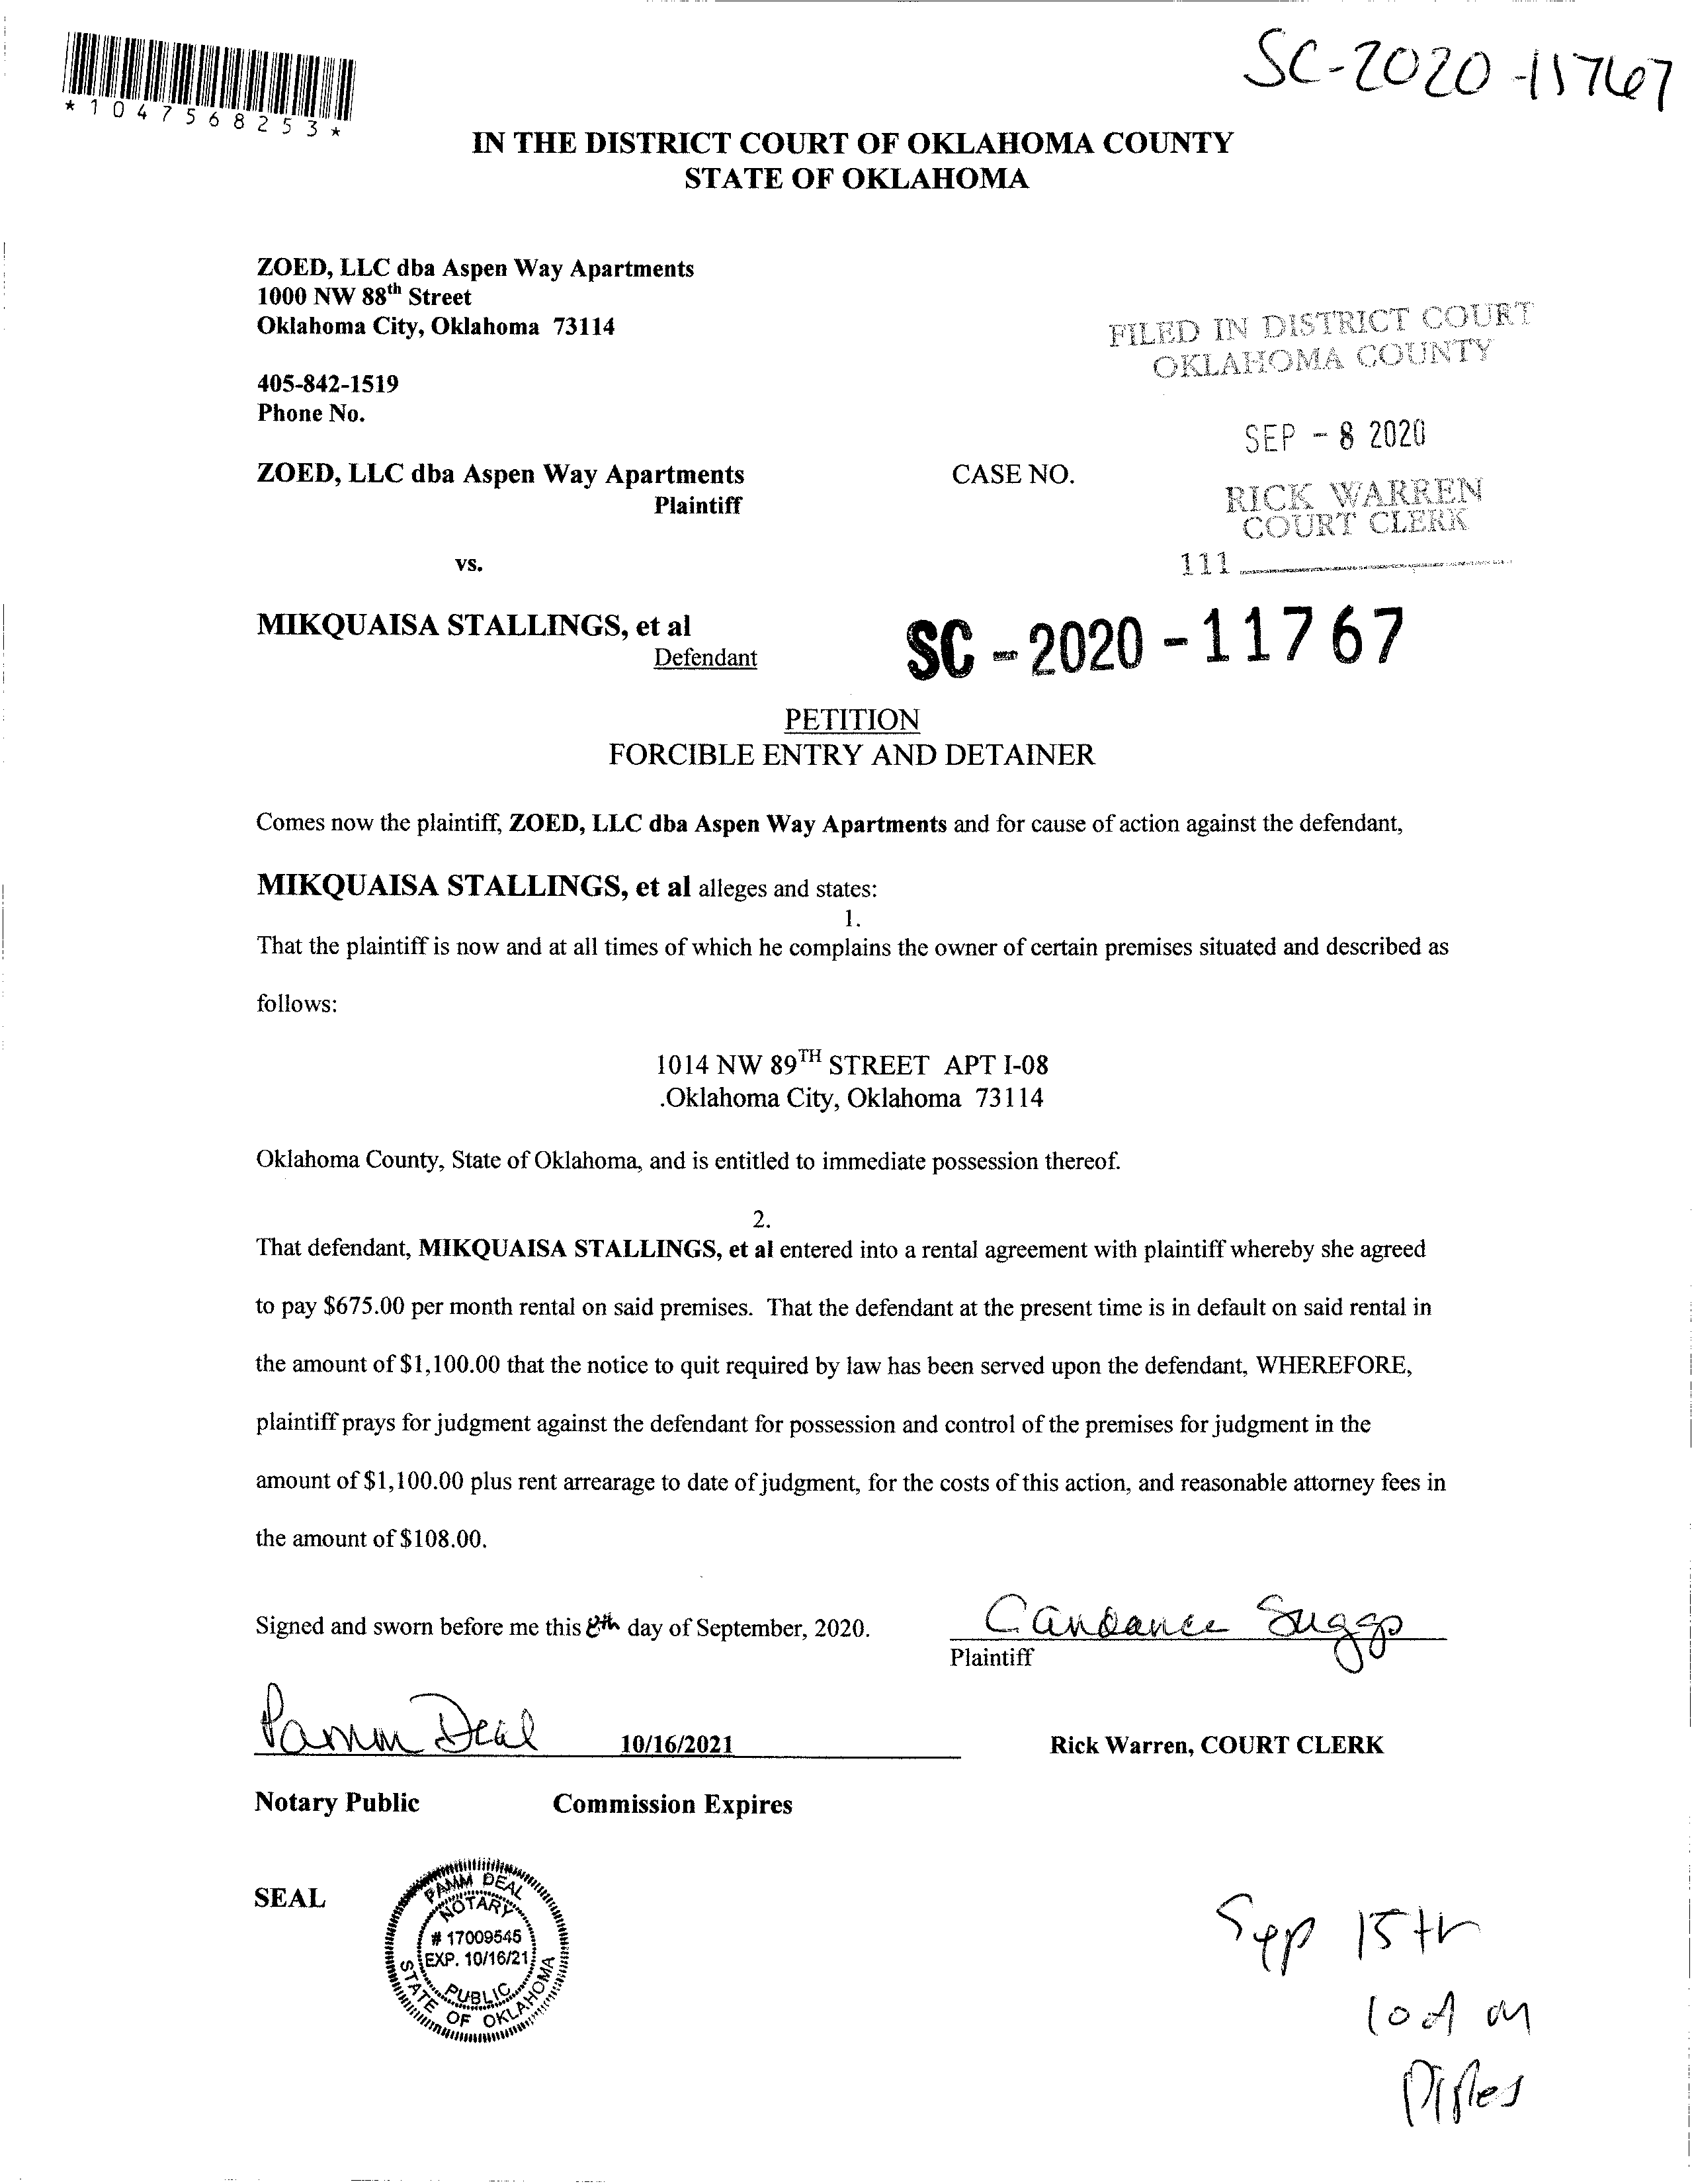 SC-2020-11767
*1047568253*
IN THE DISTRICT COURT OF OKLAHOMA COUNTY
STATE OF OKLAHOMA
ZOED, LLC dba Aspen Way Apartments
1000 NW 88th Street
Oklahoma City, Oklahoma 73114
FILED IN DISTRICT COURT
OKLAHOMA COUNTY
405-842-1519
Phone No.
SEP - 8 2020
ZOED, LLC dba Aspen Way Apartments
CASE NO.
Plaintiff
RICK WARREN
COURT CLERK
111
vs.
MIKQUAISA STALLINGS, et al
Defendant
SC - 2020 - 11767
PETITION
FORCIBLE ENTRY AND DETAINER
Comes now the plaintiff, ZOED, LLC dba Aspen Way Apartments and for cause of action against the defendant,
MIKQUAISA STALLINGS, et al alleges and states:
1.
That the plaintiff is now and at all times of which he complains the owner of certain premises situated and described as
follows:
1014 NW 89TH STREET APT I-08
.Oklahoma City, Oklahoma 73114
Oklahoma County, State of Oklahoma, and is entitled to immediate possession thereof.
2.
That defendant, MIKQUAISA STALLINGS, et al entered into a rental agreement with plaintiff whereby she agreed
to pay $675.00 per month rental on said premises. That the defendant at the present time is in default on said rental in
the amount of $1,100.00 that the notice to quit required by law has been served upon the defendant, WHEREFORE,
plaintiff prays for judgment against the defendant for possession and control of the premises for judgment in the
amount of $1,100.00 plus rent arrearage to date of judgment, for the costs of this action, and reasonable attorney fees in
the amount of $108.00.
Signed and sworn before me this 8th day of September, 2020.
Candance Suggs
Plaintiff
Pamm Deal
10/16/2021
Rick Warren, COURT CLERK
Notary Public
Commission Expires
SEAL
PAMM DEAL
NOTARY
# 17009545
EXP. 10/16/21
PUBLIC
STATE OF OKLAHOMA
Sep 15th
10 AM